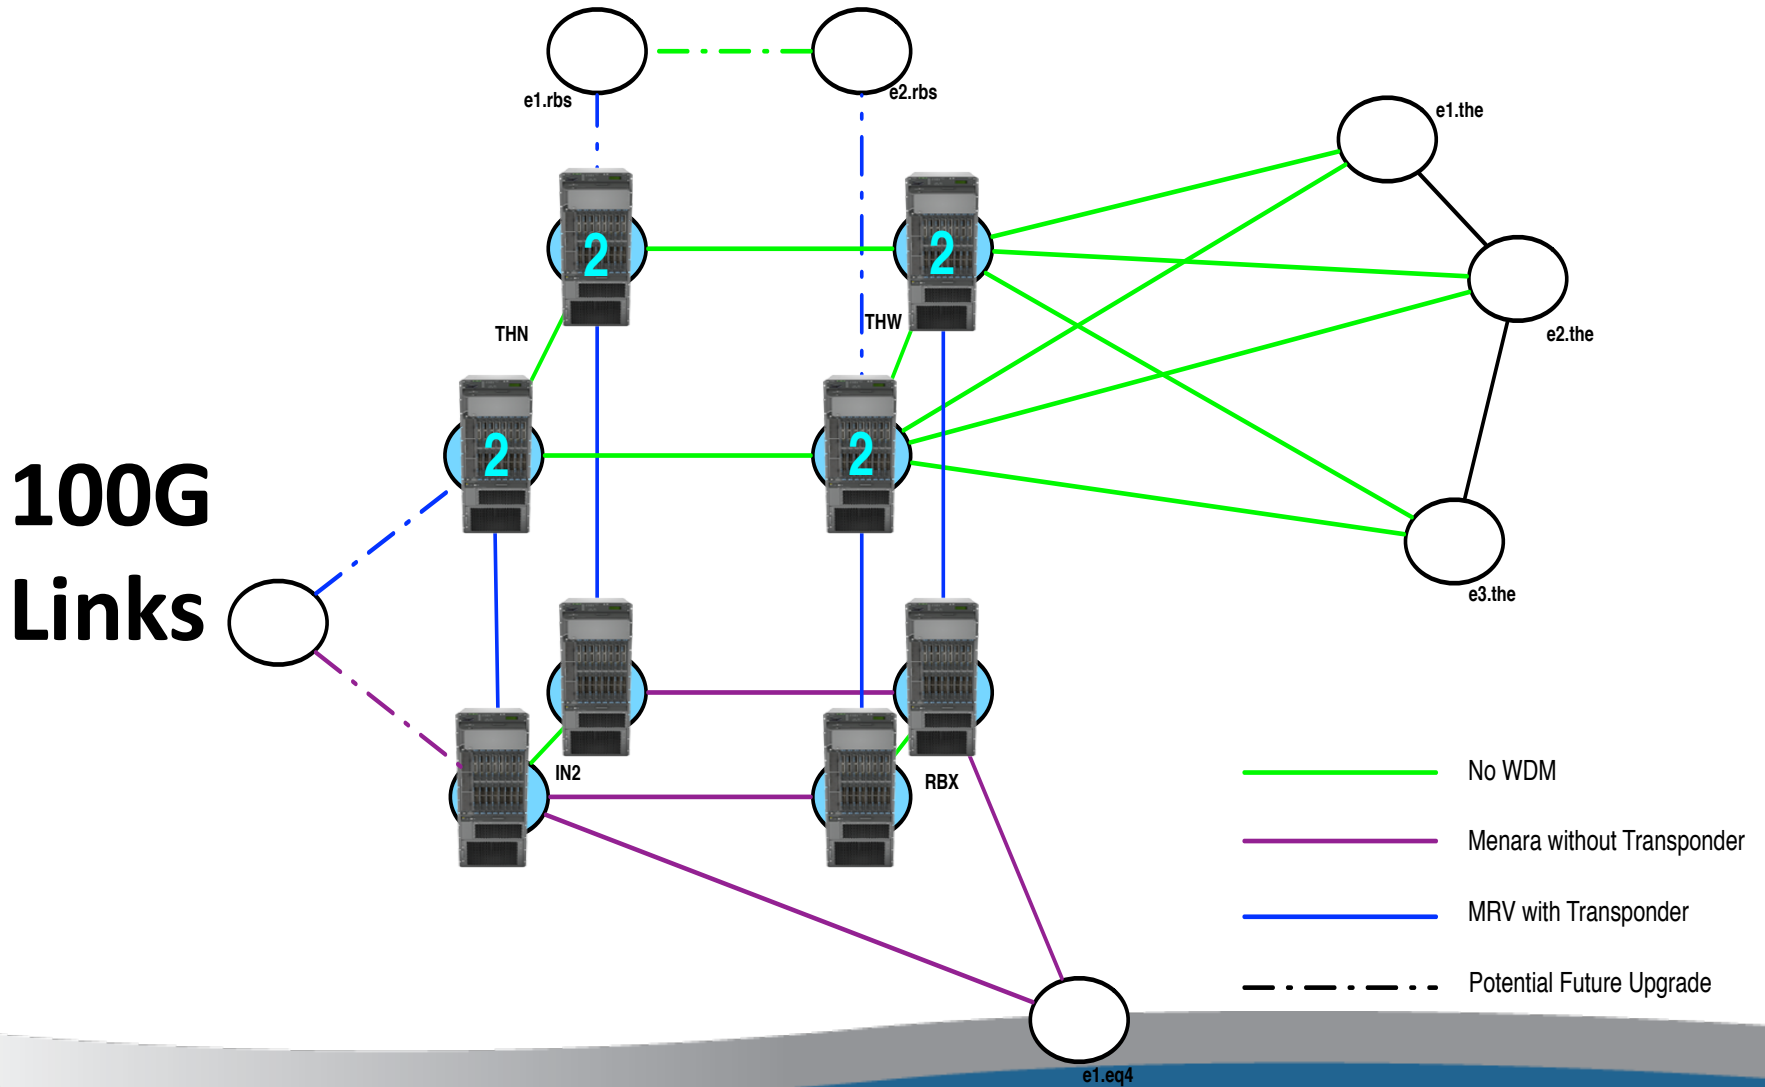 e1.rbs
e2.rbs
e1.the
2
2
THN
THW
e2.the
2
2
100G
Links
e3.the
IN2
RBX
No WDM
Menara without Transponder
MRV with Transponder
Potential Future Upgrade
e1.eq4